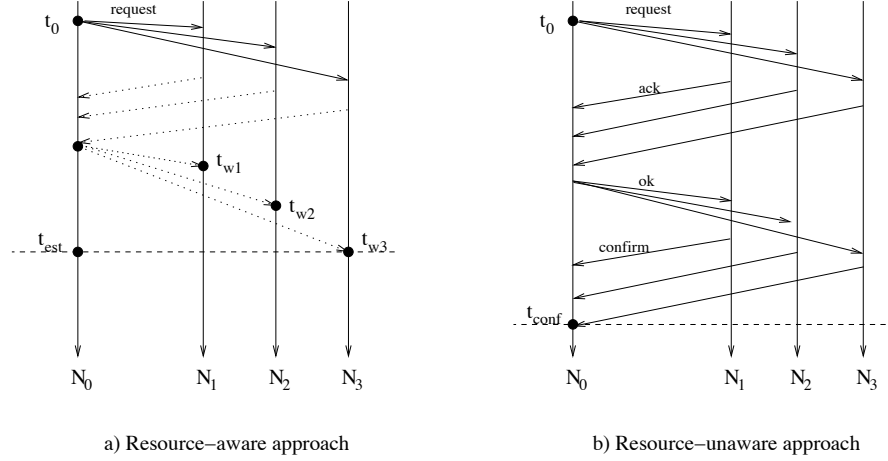 t0
request
tw1
tw2
test
tw3
N0
N1
N2
N3
a) Resource–aware approach
t0
ack
ok
confirm
tconf
N0
N1
N2
N3
b) Resource–unaware approach